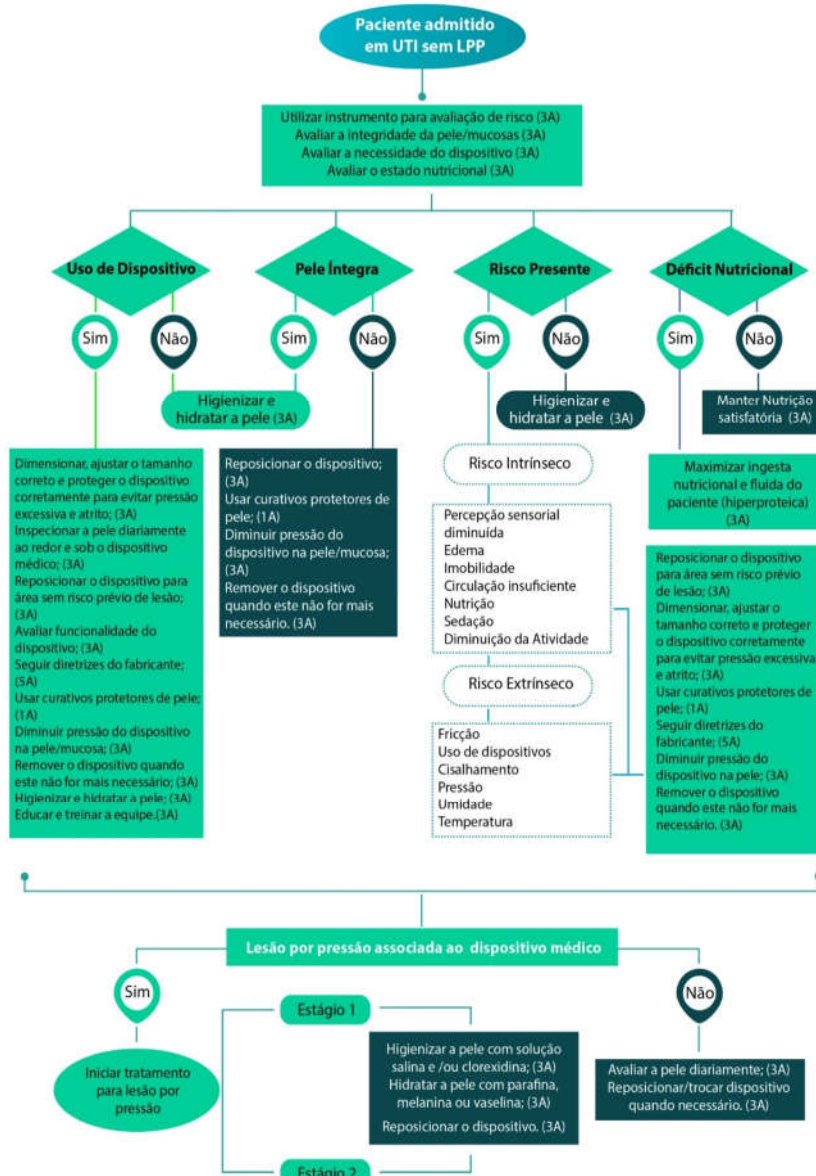 Paciente admitido
em UTI sem LPP
Utilizar instrumento para avaliação de risco (3A)
Avaliar a integridade da pele/mucosas (3A)
Avaliar a necessidade do dispositivo (3A)
Avaliar o estado nutricional (3A)
Uso de Dispositivo
Pele Íntegra
Risco Presente
Déficit Nutricional
Sim
Não
Sim
Não
Sim
Não
Sim
Não
Higienizar e
hidratar a pele (3A)
Higienizar e
hidratar a pele (3A)
Manter Nutrição
satisfatória (3A)
Dimensionar, ajustar o tamanho
correto e proteger o dispositivo
corretamente para evitar pressão
excessiva e atrito; (3A)
Inspecionar a pele diariamente
ao redor e sob o dispositivo
médico; (3A)
Reposicionar o dispositivo para
área sem risco prévio de lesão;
(3A)
Avaliar funcionalidade do
dispositivo; (3A)
Seguir diretrizes do fabricante;
(5A)
Usar curativos protetores de pele;
(1A)
Diminuir pressão do dispositivo
na pele/mucosa; (3A)
Remover o dispositivo quando
este não for mais necessário; (3A)
Higienizar e hidratar a pele; (3A)
Educar e treinar a equipe.(3A)
Reposicionar o dispositivo;
(3A)
Usar curativos protetores de
pele; (1A)
Diminuir pressão do
dispositivo na pele/mucosa;
(3A)
Remover o dispositivo
quando este não for mais
necessário. (3A)
Risco Intrínseco
Percepção sensorial
diminuída
Edema
Imobilidade
Circulação insuficiente
Nutrição
Sedação
Diminuição da Atividade
Risco Extrínseco
Fricção
Uso de dispositivos
Cisalhamento
Pressão
Umidade
Temperatura
Maximizar ingesta
nutricional e fluida do
paciente (hiperproteica)
(3A)
Reposicionar o dispositivo
para área sem risco prévio
de lesão; (3A)
Dimensionar, ajustar o
tamanho correto e proteger
o dispositivo corretamente
para evitar pressão excessiva
e atrito; (3A)
Usar curativos protetores de
pele; (1A)
Seguir diretrizes do
fabricante; (5A)
Diminuir pressão do
dispositivo na pele; (3A)
Remover o dispositivo
quando este não for mais
necessário. (3A)
Lesão por pressão associada ao dispositivo médico
Sim
Não
Iniciar tratamento
para lesão por
pressão
Estágio 1
Higienizar a pele com solução
salina e /ou clorexidina; (3A)
Hidratar a pele com parafina,
melanina ou vaselina; (3A)
Reposicionar o dispositivo. (3A)
Avaliar a pele diariamente; (3A)
Reposicionar/trocar dispositivo
quando necessário. (3A)
Estágio 2